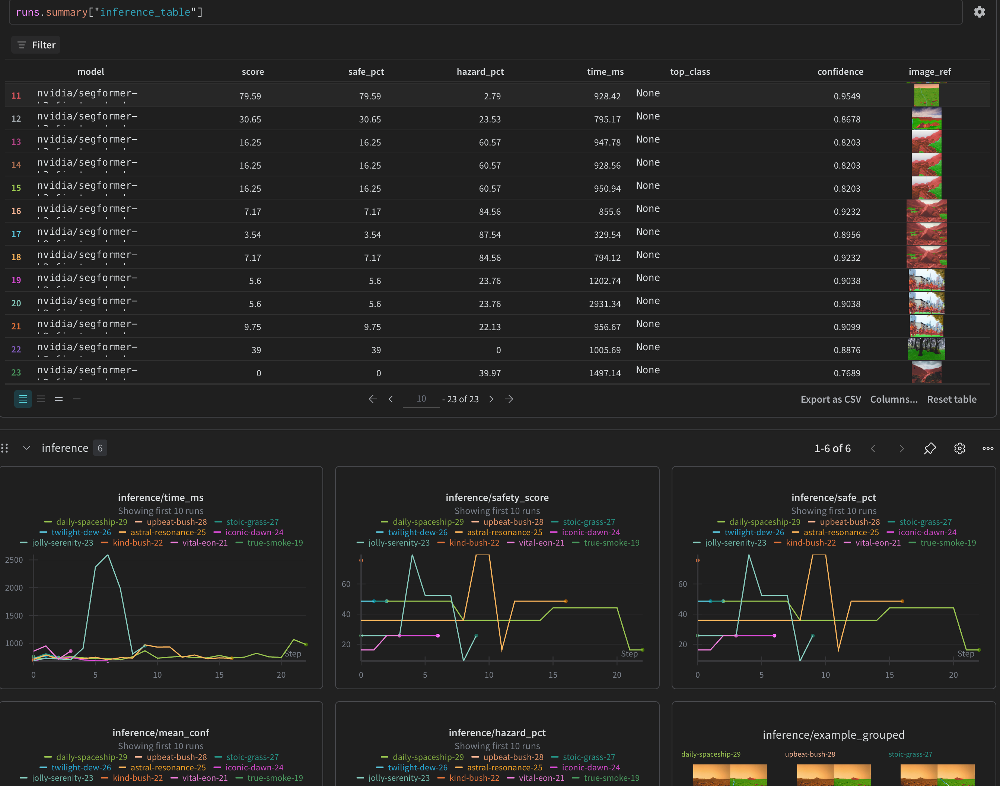 runs.summary["inference_table"]
Filter
model score safe_pct hazard_pct time_ms top_class confidence image_ref
11 nvidia/segformer- 79.59 79.59 2.79 928.42 None 0.9549
12 nvidia/segformer- 30.65 30.65 23.53 795.17 None 0.8678
13 nvidia/segformer- 16.25 16.25 60.57 947.78 None 0.8203
14 nvidia/segformer- 16.25 16.25 60.57 928.56 None 0.8203
15 nvidia/segformer- 16.25 16.25 60.57 950.94 None 0.8203
16 nvidia/segformer- 7.17 7.17 84.56 855.6 None 0.9232
17 nvidia/segformer- 3.54 3.54 87.54 329.54 None 0.8956
18 nvidia/segformer- 7.17 7.17 84.56 794.12 None 0.9232
19 nvidia/segformer- 5.6 5.6 23.76 1202.74 None 0.9038
20 nvidia/segformer- 5.6 5.6 23.76 2931.34 None 0.9038
21 nvidia/segformer- 9.75 9.75 22.13 956.67 None 0.9099
22 nvidia/segformer- 39 39 0 1005.69 None 0.8876
23 nvidia/segformer- 0 0 39.97 1497.14 None 0.7689
10 - 23 of 23 Export as CSV Columns... Reset table
inference 6 1-6 of 6
inference/time_ms
Showing first 10 runs
daily-spaceship-29 upbeat-bush-28 stoic-grass-27
twilight-dew-26 astral-resonance-25 iconic-dawn-24
jolly-serenity-23 kind-bush-22 vital-eon-21 true-smoke-19
2500
2000
1500
1000
Step
0 5 10 15 20
inference/safety_score
Showing first 10 runs
daily-spaceship-29 upbeat-bush-28 stoic-grass-27
twilight-dew-26 astral-resonance-25 iconic-dawn-24
jolly-serenity-23 kind-bush-22 vital-eon-21 true-smoke-19
60
40
20
Step
0 5 10 15 20
inference/safe_pct
Showing first 10 runs
daily-spaceship-29 upbeat-bush-28 stoic-grass-27
twilight-dew-26 astral-resonance-25 iconic-dawn-24
jolly-serenity-23 kind-bush-22 vital-eon-21 true-smoke-19
60
40
20
Step
0 5 10 15 20
inference/mean_conf
Showing first 10 runs
daily-spaceship-29 upbeat-bush-28 stoic-grass-27
twilight-dew-26 astral-resonance-25 iconic-dawn-24
jolly-serenity-23 kind-bush-22 vital-eon-21 true-smoke-19
inference/hazard_pct
Showing first 10 runs
daily-spaceship-29 upbeat-bush-28 stoic-grass-27
twilight-dew-26 astral-resonance-25 iconic-dawn-24
jolly-serenity-23 kind-bush-22 vital-eon-21 true-smoke-19
inference/example_grouped
daily-spaceship-29 upbeat-bush-28 stoic-grass-27